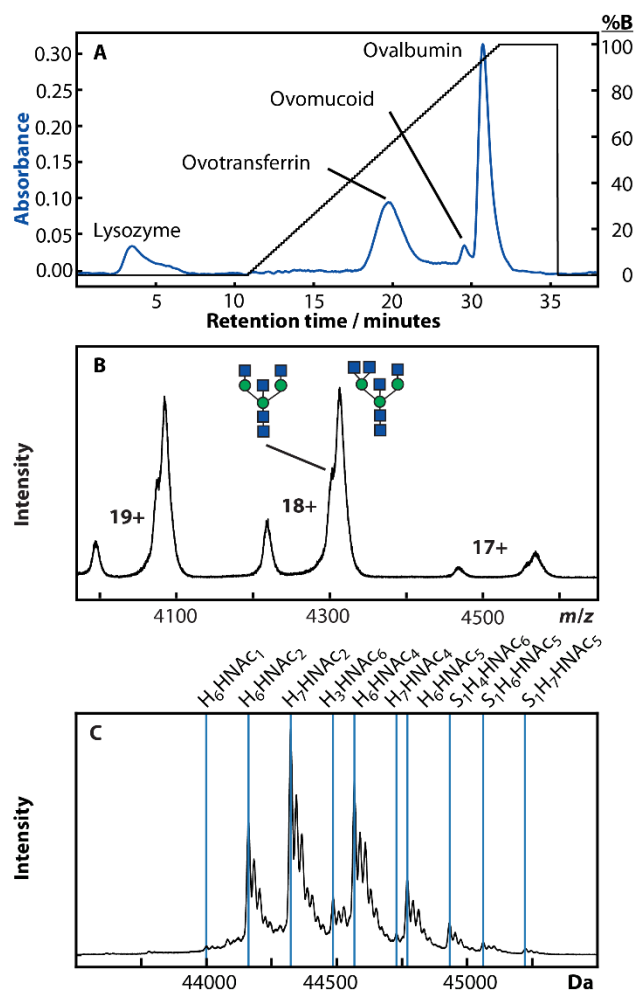 A
%B
Ovalbumin
Ovomucoid
Ovotransferrin
Lysozyme
Absorbance
0.30
0.25
0.20
0.15
0.10
0.05
0.00
100
80
60
40
20
0
5
10
15
20
25
30
35
Retention time / minutes
B
Intensity
19+
18+
17+
4100
4300
4500
m/z
H6HNAc1
H6HNAc2
H7HNAc2
H3HNAc6
H6HNAc4
H7HNAc4
H6HNAc5
S1H4HNAc6
S1H6HNAc5
S1H7HNAc5
C
Intensity
44000
44500
45000
Da